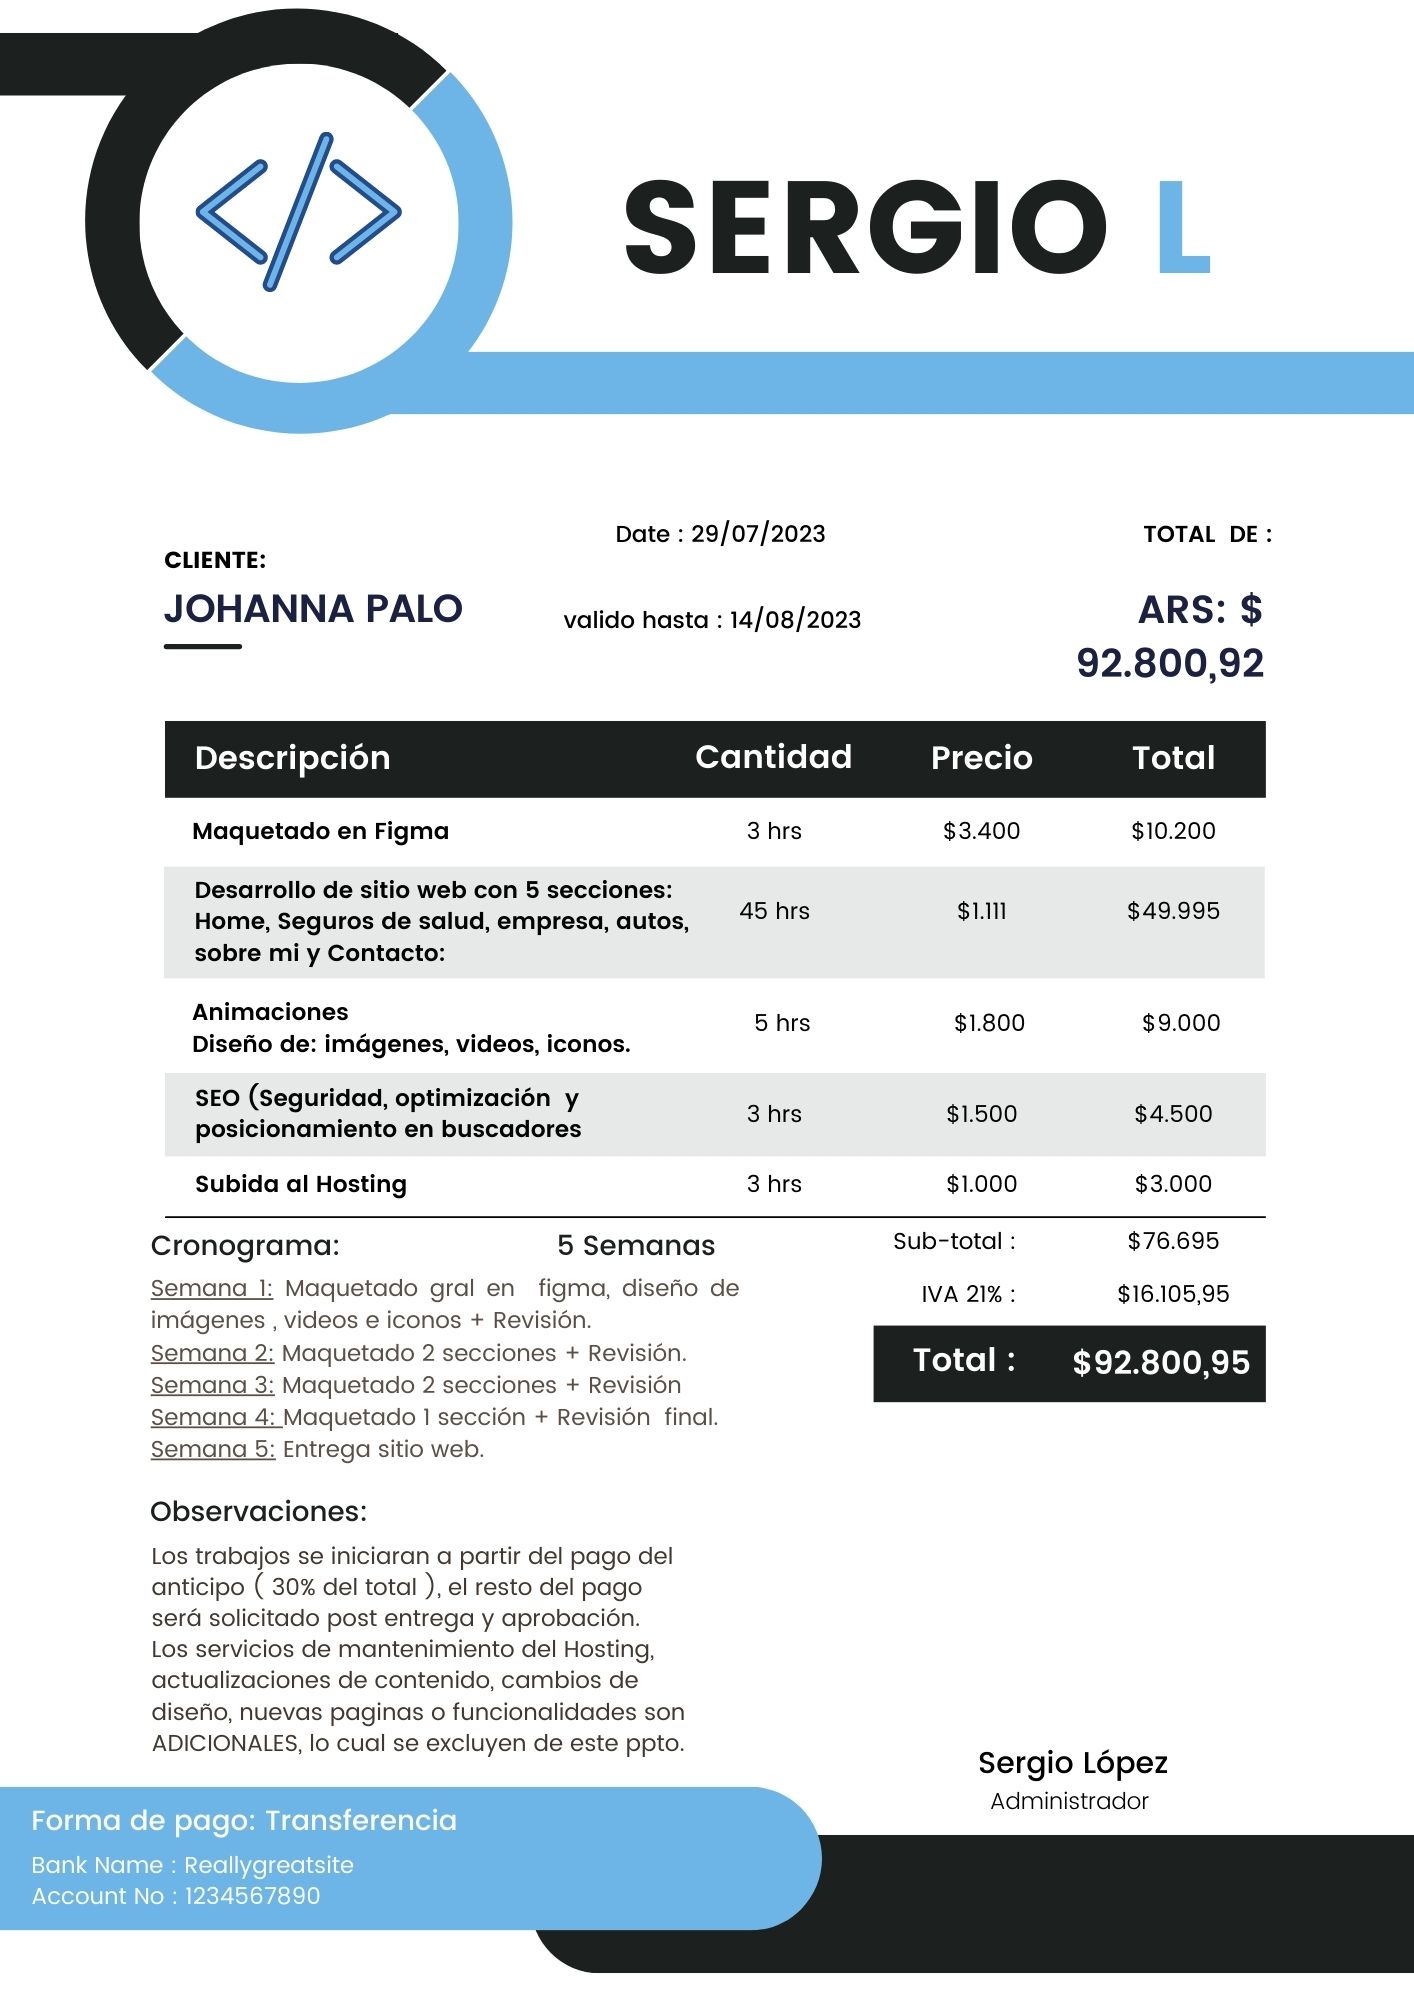 </>
SERGIO L
Date : 29/07/2023
TOTAL DE :
CLIENTE:
JOHANNA PALO
valido hasta : 14/08/2023
ARS: $
92.800,92
Descripción Cantidad Precio Total
Maquetado en Figma 3 hrs $3.400 $10.200
Desarrollo de sitio web con 5 secciones:
Home, Seguros de salud, empresa, autos, 45 hrs $1.111 $49.995
sobre mi y Contacto:
Animaciones
Diseño de: imágenes, videos, iconos. 5 hrs $1.800 $9.000
SEO (Seguridad, optimización y
posicionamiento en buscadores 3 hrs $1.500 $4.500
Subida al Hosting 3 hrs $1.000 $3.000
Cronograma: 5 Semanas
Semana 1: Maquetado gral en figma, diseño de
imágenes , videos e iconos + Revisión.
Semana 2: Maquetado 2 secciones + Revisión.
Semana 3: Maquetado 2 secciones + Revisión
Semana 4: Maquetado 1 sección + Revisión final.
Semana 5: Entrega sitio web.
Sub-total : $76.695
IVA 21% : $16.105,95
Total : $92.800,95
Observaciones:
Los trabajos se iniciaran a partir del pago del
anticipo ( 30% del total ), el resto del pago
será solicitado post entrega y aprobación.
Los servicios de mantenimiento del Hosting,
actualizaciones de contenido, cambios de
diseño, nuevas paginas o funcionalidades son
ADICIONALES, lo cual se excluyen de este ppto.
Sergio López
Administrador
Forma de pago: Transferencia
Bank Name : Reallygreatsite
Account No : 1234567890